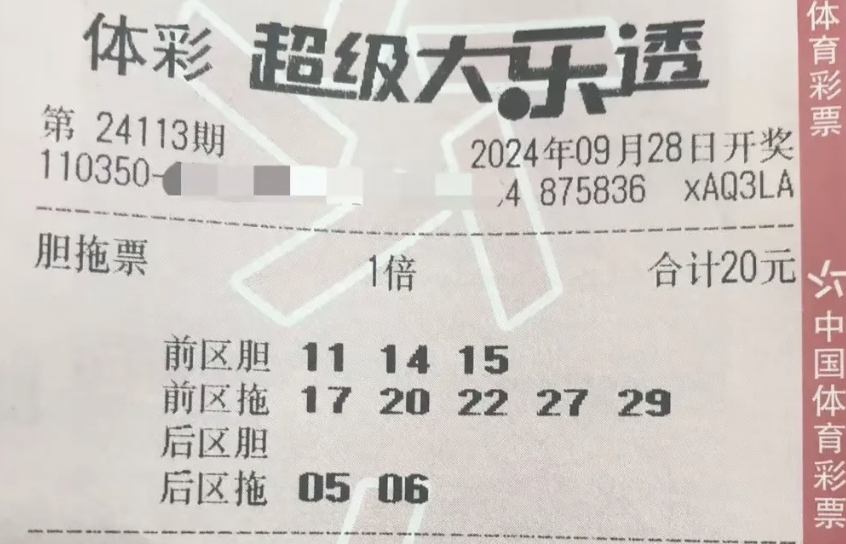 体彩 超级大乐透
第 24113期
2024年09月28日开奖
110350-
4 875836 xAQ3LA
胆拖票 1倍 合计20元
前区胆 11 14 15
前区拖 17 20 22 27 29
后区胆
后区拖 05 06
体育彩票
中国体育彩票